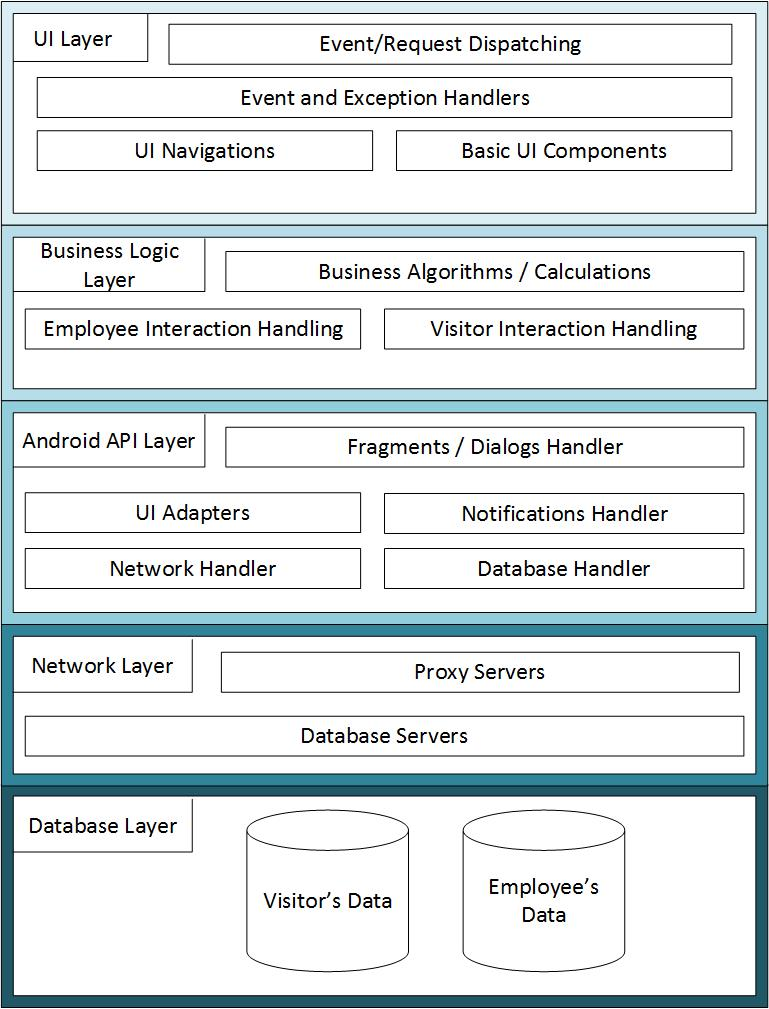 UI Layer
Event/Request Dispatching
Event and Exception Handlers
UI Navigations
Basic UI Components
Business Logic
Layer
Business Algorithms / Calculations
Employee Interaction Handling
Visitor Interaction Handling
Android API Layer
Fragments / Dialogs Handler
UI Adapters
Notifications Handler
Network Handler
Database Handler
Network Layer
Proxy Servers
Database Servers
Database Layer
Visitor’s Data
Employee’s
Data